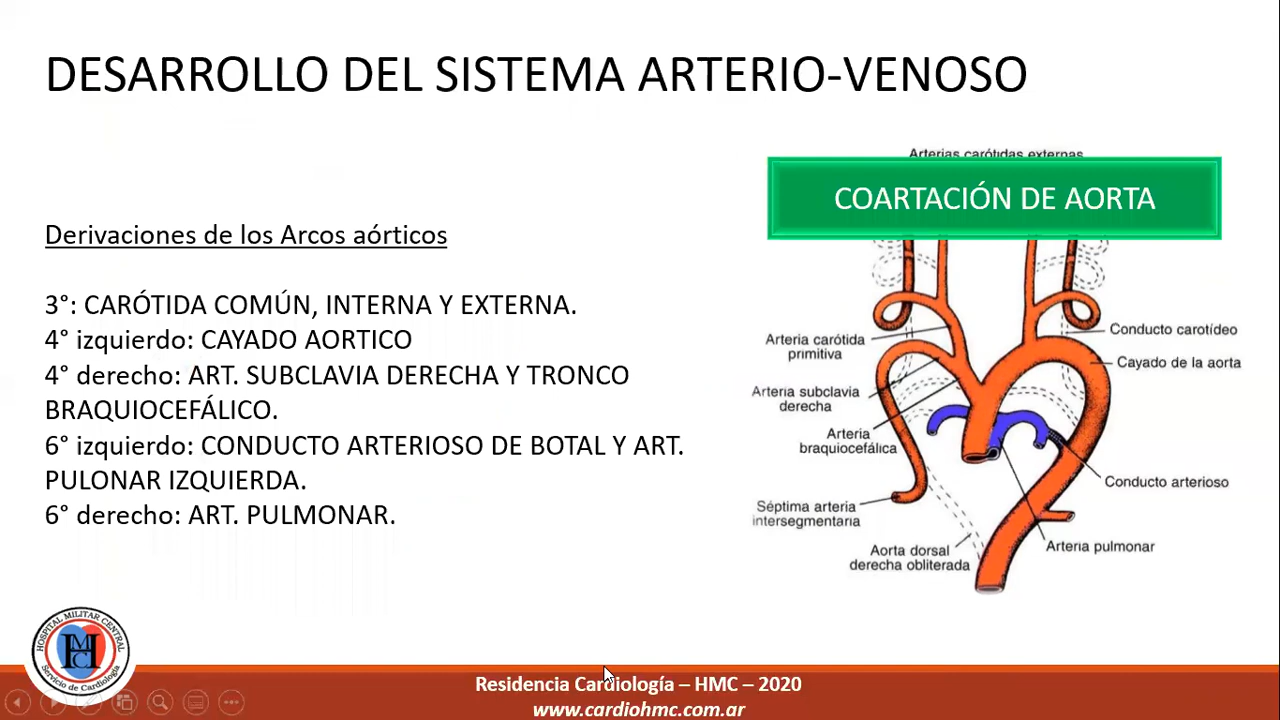 DESARROLLO DEL SISTEMA ARTERIO-VENOSO
Arterias carótidas externas
COARTACIÓN DE AORTA
Derivaciones de los Arcos aórticos
3°: CARÓTIDA COMÚN, INTERNA Y EXTERNA.
4° izquierdo: CAYADO AORTICO
4° derecho: ART. SUBCLAVIA DERECHA Y TRONCO
BRAQUIOCEFÁLICO.
6° izquierdo: CONDUCTO ARTERIOSO DE BOTAL Y ART.
PULONAR IZQUIERDA.
6° derecho: ART. PULMONAR.
Arteria carótida
primitiva
Arteria subclavia
derecha
Arteria
braquiocefálica
Séptima arteria
intersegmentaria
Aorta dorsal
derecha obliterada
Conducto carotídeo
Cayado de la aorta
Conducto arterioso
Arteria pulmonar
HOSPITAL MILITAR CENTRAL
HMC
Servicio de Cardiología
Residencia Cardiología – HMC – 2020
www.cardiohmc.com.ar